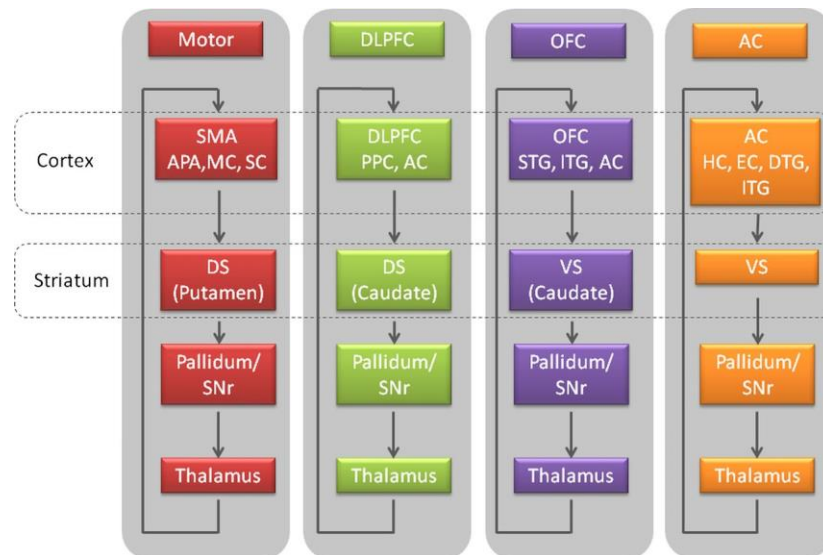 Motor
DLPFC
OFC
AC
Cortex
SMA
APA,MC, SC
DLPFC
PPC, AC
OFC
STG, ITG, AC
AC
HC, EC, DTG,
ITG
Striatum
DS
(Putamen)
DS
(Caudate)
VS
(Caudate)
VS
Pallidum/
SNr
Pallidum/
SNr
Pallidum/
SNr
Pallidum/
SNr
Thalamus
Thalamus
Thalamus
Thalamus